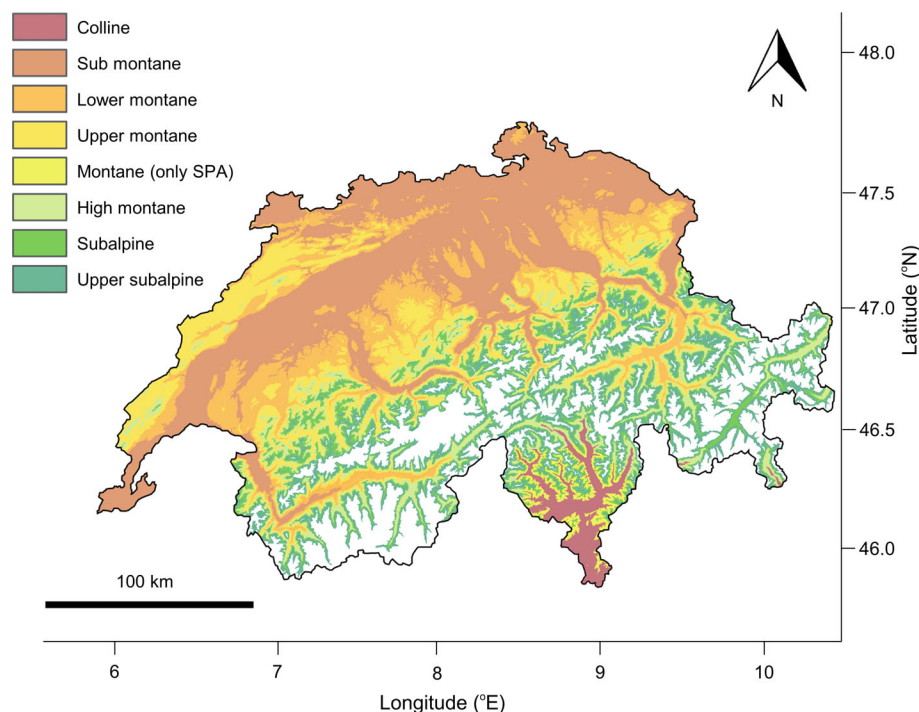 Colline
Sub montane
Lower montane
Upper montane
Montane (only SPA)
High montane
Subalpine
Upper subalpine
N
48.0
47.5
47.0
46.5
46.0
Latitude (°N)
100 km
6 7 8 9 10
Longitude (°E)